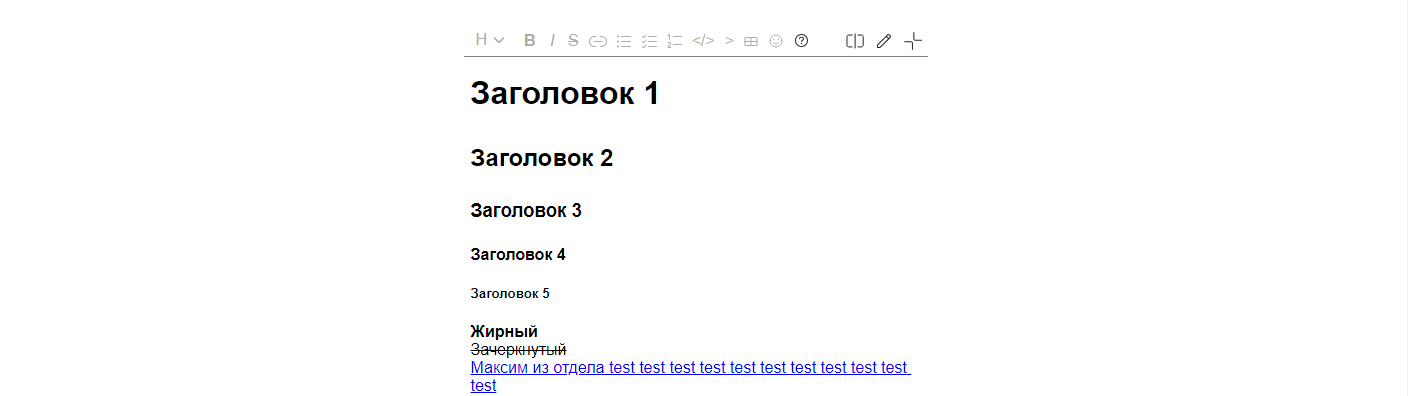 H B I S </> > ?
Заголовок 1
Заголовок 2
Заголовок 3
Заголовок 4
Заголовок 5
Жирный
Зачеркнутый
Максим из отдела test test test test test test test test test test
test